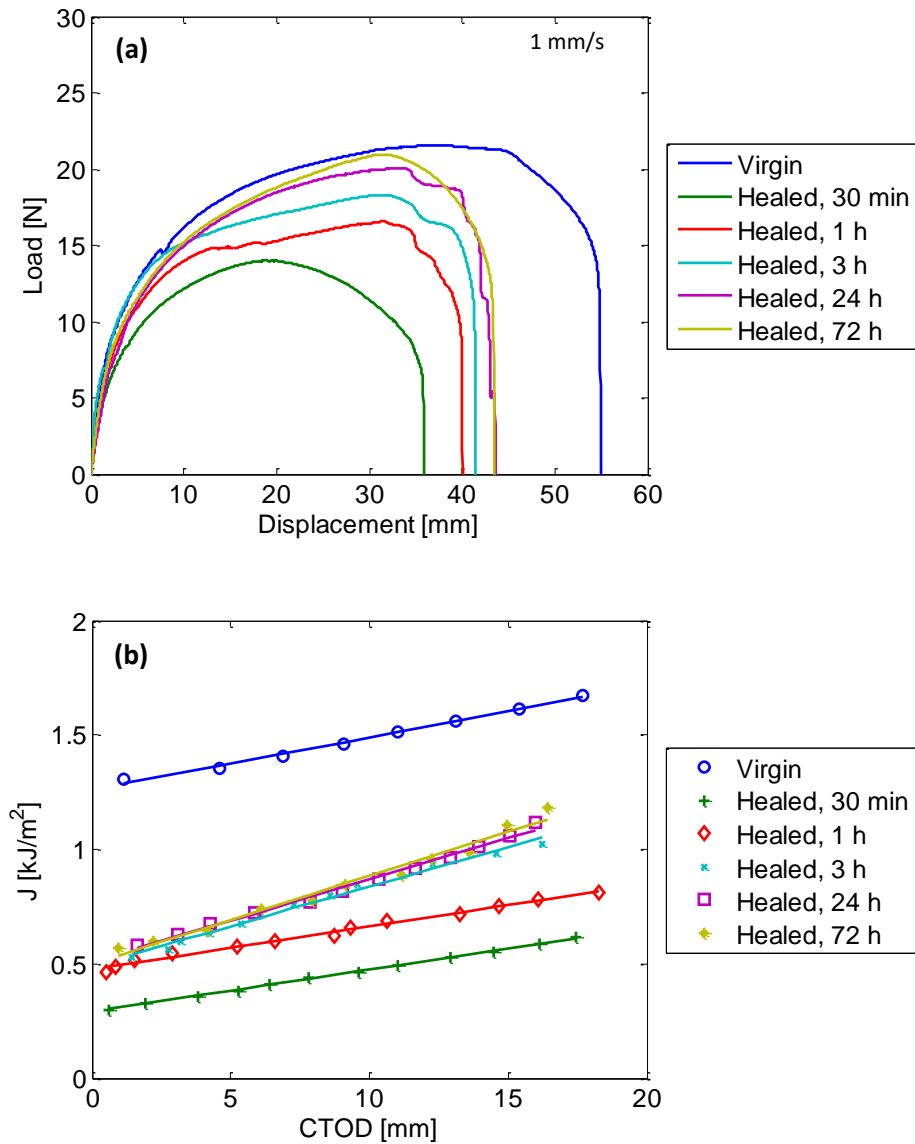 (a)
1 mm/s
30
25
20
15
10
5
0
Load [N]
0 10 20 30 40 50 60
Displacement [mm]
Virgin
Healed, 30 min
Healed, 1 h
Healed, 3 h
Healed, 24 h
Healed, 72 h
(b)
2
1.5
1
0.5
0
J [kJ/m²]
0 5 10 15 20
CTOD [mm]
Virgin
Healed, 30 min
Healed, 1 h
Healed, 3 h
Healed, 24 h
Healed, 72 h